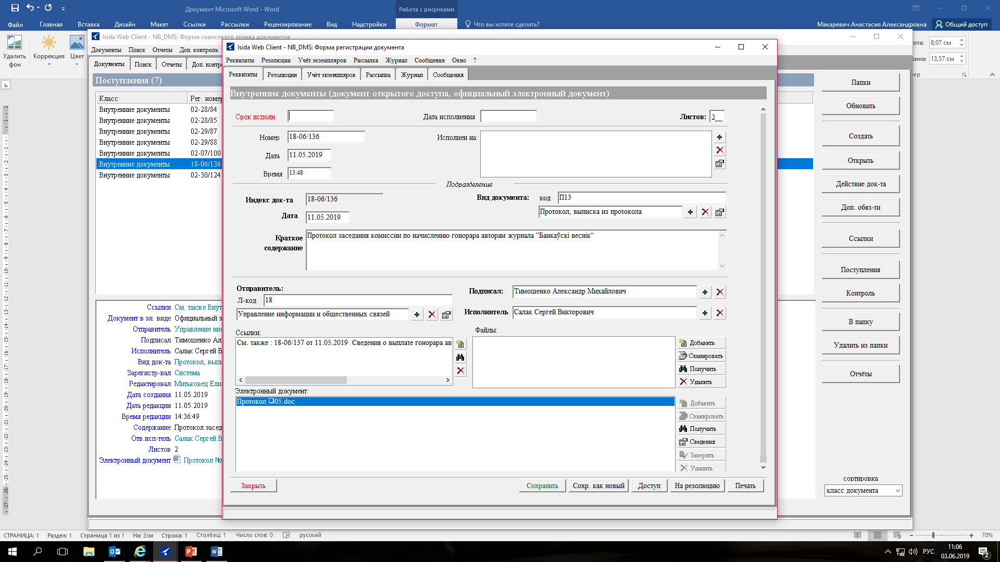 Документ Microsoft Word - Word
Работа с рисунками
Файл Главная Вставка Дизайн Макет Ссылки Рассылки Рецензирование Вид Надстройки Формат Что вы хотите сделать? Макаревич Анастасия Александровна Общий доступ
Удалить фон
Коррекция
Цвет
ота: 8,07 см
рина: 13,57 см
Isida Web Client - NB_DMS: Форма сеансового архива документов
Документы Поиск Отчеты Доп. контроль
Документы Поиск Отчеты Доп. контр
Поступления (7)
Класс Рег. номер
Внутренние документы 02-28/84
Внутренние документы 02-28/85
Внутренние документы 02-29/87
Внутренние документы 02-29/88
Внутренние документы 02-07/100
Внутренние документы 18-06/136
Внутренние документы 02-30/124
Ссылки См. также Внут
Документ в эл. виде Официальный э
Отправитель Управление ин
Подписал Тимошенко Ал
Исполнитель Салак Сергей В
Вид док-та Протокол, вып
Зарегистр-вал Система
Редактировал Митьковец Ели
Дата создания 11.05.2019
Дата редакции 11.05.2019
Время редакции 14:36:49
Содержание Протокол засед
Отв.исп-тель Салак Сергей В
Листов 2
Электронный документ Протокол №
Isida Web Client - NB_DMS: Форма регистрации документа
Реквизиты Резолюции Учёт экземпляров Рассылка Журнал Сообщения Окно ?
Реквизиты Резолюции Учёт экземпляров Рассылка Журнал Сообщения
Внутренние документы (документ открытого доступа, официальный электронный документ)
Срок исполн. Дата исполнения Листов: 2__
Номер 18-06/136 Исполнен на:
Дата 11.05.2019
Время 13:48
Подразделение
Индекс док-та 18-06/136 Вид документа: код П13
Дата 11.05.2019 Протокол, выписка из протокола
Краткое содержание Протокол заседания комиссии по начислению гонорара авторам журнала ”Банкаўскі веснік“
Отправитель: Подписал: Тимошенко Александр Михайлович
Л-код 18
Управление информации и общественных связей Исполнитель Салак Сергей Викторович
Ссылки: Файлы:
См. также : 18-06/137 от 11.05.2019 Сведения о выплате гонорара ав
Добавить
Сканировать
Получить
Удалить
Электронный документ:
Протокол ❑05.doc
Добавить
Сканировать
Получить
Сведения
Заверить
Удалить
Закрыть Сохранить Сохр. как новый Доступ На резолюцию Печать
Папки
Обновить
Создать
Открыть
Действие док-та
Доп. обяз-ти
Ссылки
Поступления
Контроль
В папку
Удалить из папки
Отчёты
сортировка
класс документа
СТРАНИЦА: 1 Раздел: 1 Страница 1 из 1 На: 2см Строка: 1 Столбец: 1 Число слов: 0 русский 70%
РУС 11:06
03.06.2019
2